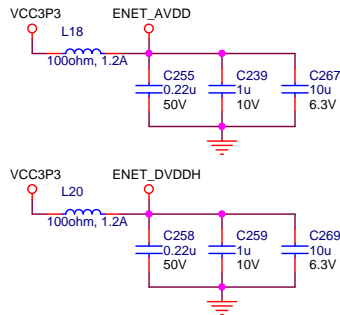 VCC3P3
ENET_AVDD
L18
100ohm, 1.2A
C255
0.22u
50V
C239
1u
10V
C267
10u
6.3V
VCC3P3
ENET_DVDDH
L20
100ohm, 1.2A
C258
0.22u
50V
C259
1u
10V
C269
10u
6.3V